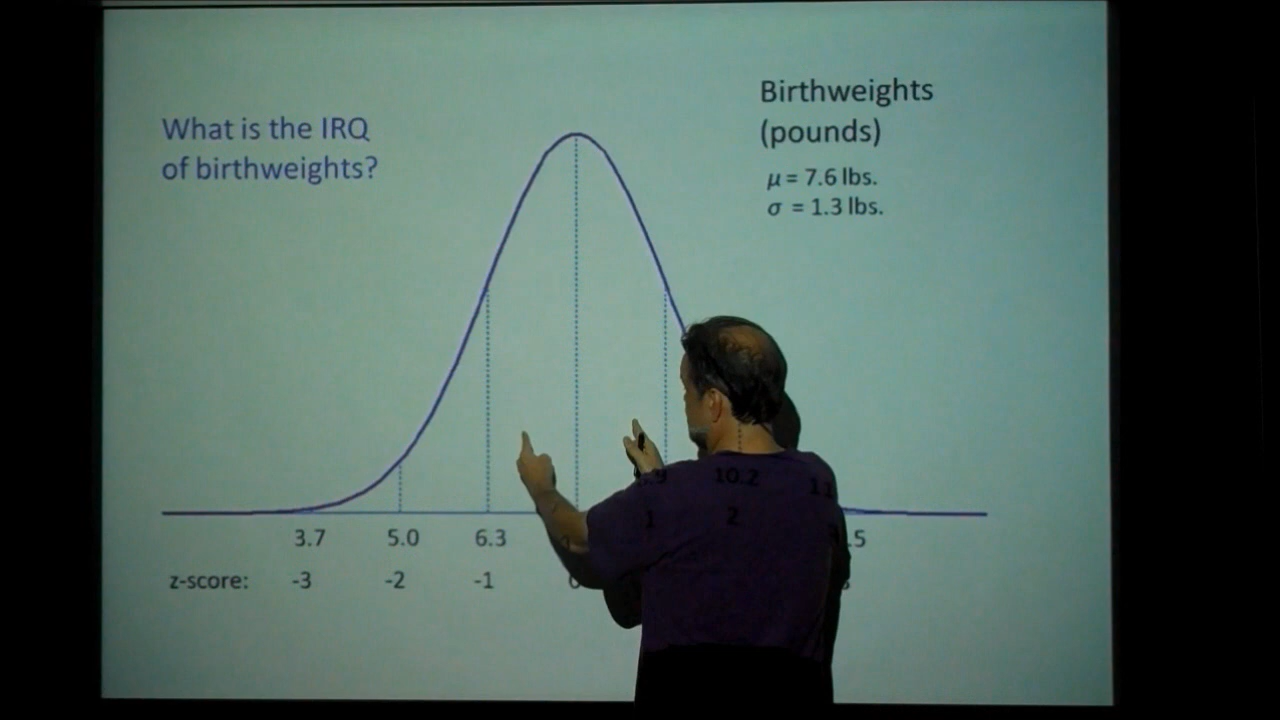 What is the IRQ
of birthweights?
Birthweights
(pounds)
μ = 7.6 lbs.
σ = 1.3 lbs.
3.7 5.0 6.3 .9 10.2 11.5
z-score: -3 -2 -1 0 1 2